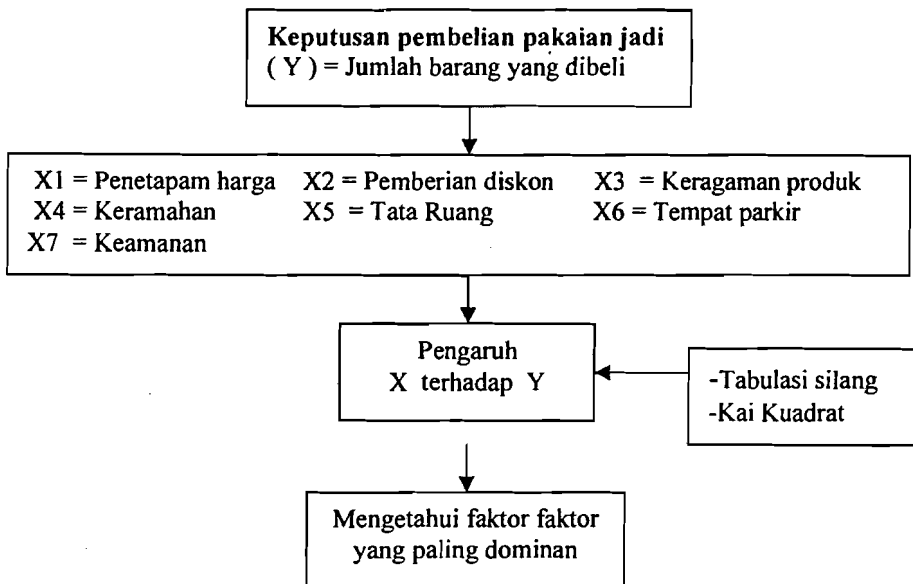 Keputusan pembelian pakaian jadi
( Y ) = Jumlah barang yang dibeli
X1 = Penetapam harga X2 = Pemberian diskon X3 = Keragaman produk
X4 = Keramahan X5 = Tata Ruang X6 = Tempat parkir
X7 = Keamanan
Pengaruh
X terhadap Y
-Tabulasi silang
-Kai Kuadrat
Mengetahui faktor faktor
yang paling dominan